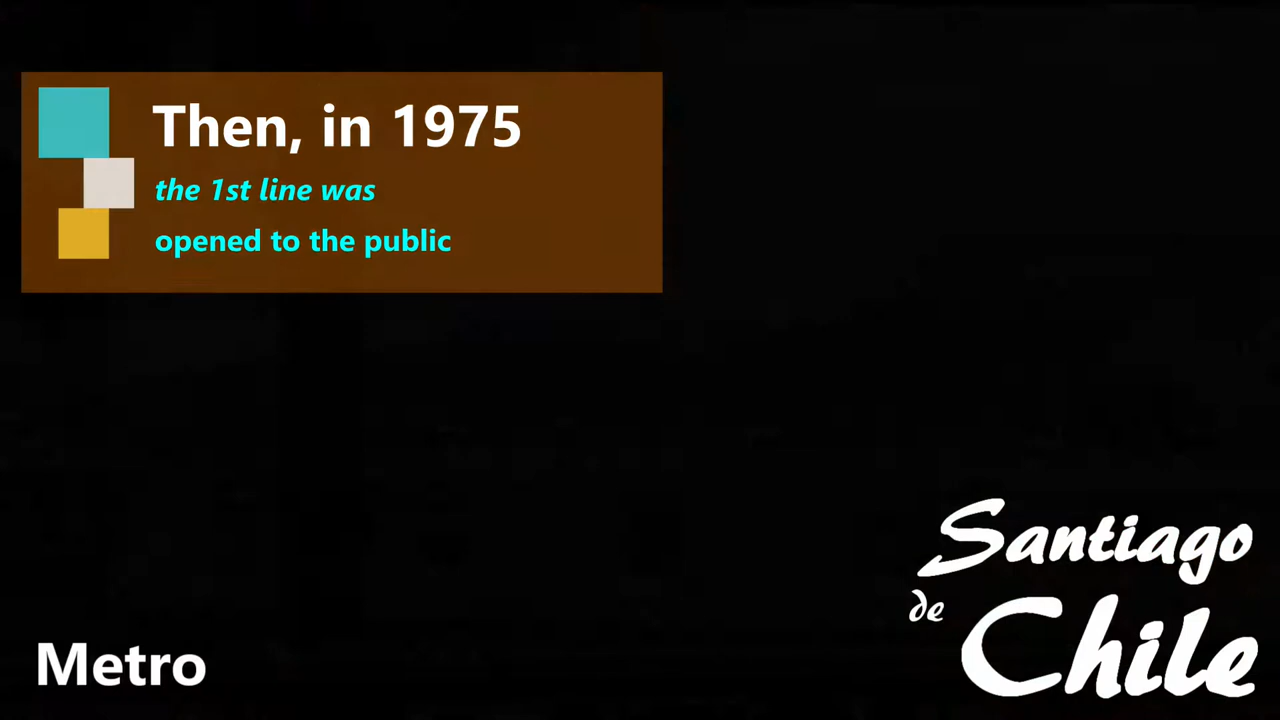 Then, in 1975
the 1st line was
opened to the public
Santiago
de
Chile
Metro